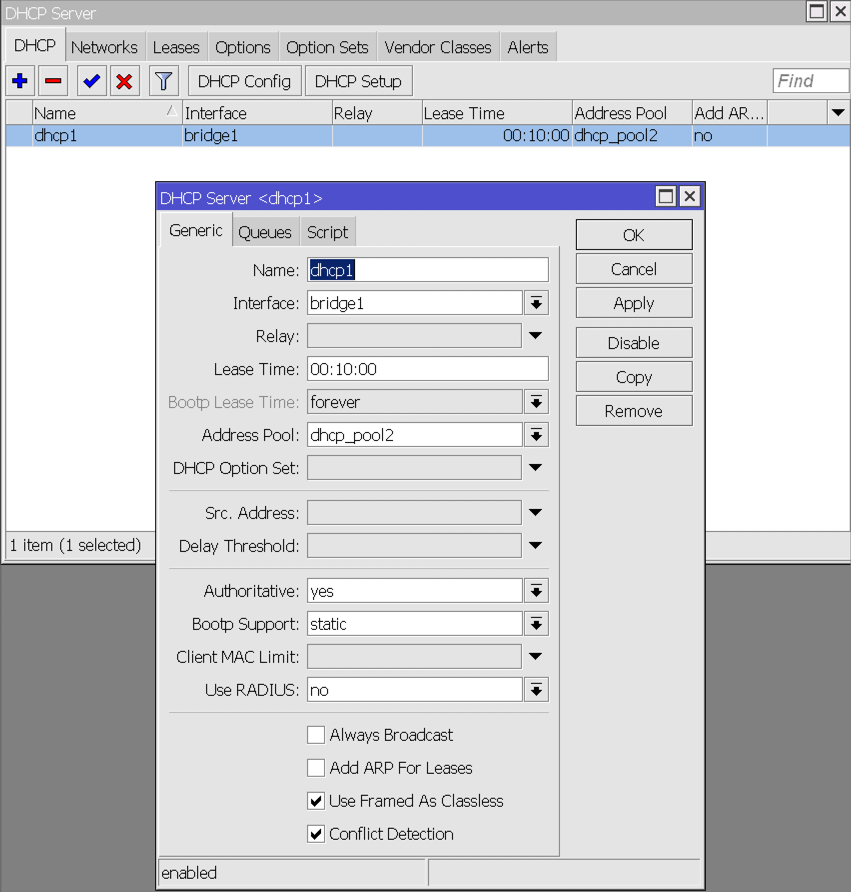 DHCP Server
DHCP Networks Leases Options Option Sets Vendor Classes Alerts
DHCP Config DHCP Setup Find
Name Interface Relay Lease Time Address Pool Add AR...
dhcp1 bridge1 00:10:00 dhcp_pool2 no
DHCP Server <dhcp1>
Generic Queues Script
Name: dhcp1
Interface: bridge1
Relay:
Lease Time: 00:10:00
Bootp Lease Time: forever
Address Pool: dhcp_pool2
DHCP Option Set:
Src. Address:
Delay Threshold:
Authoritative: yes
Bootp Support: static
Client MAC Limit:
Use RADIUS: no
Always Broadcast
Add ARP For Leases
Use Framed As Classless
Conflict Detection
OK
Cancel
Apply
Disable
Copy
Remove
enabled
1 item (1 selected)